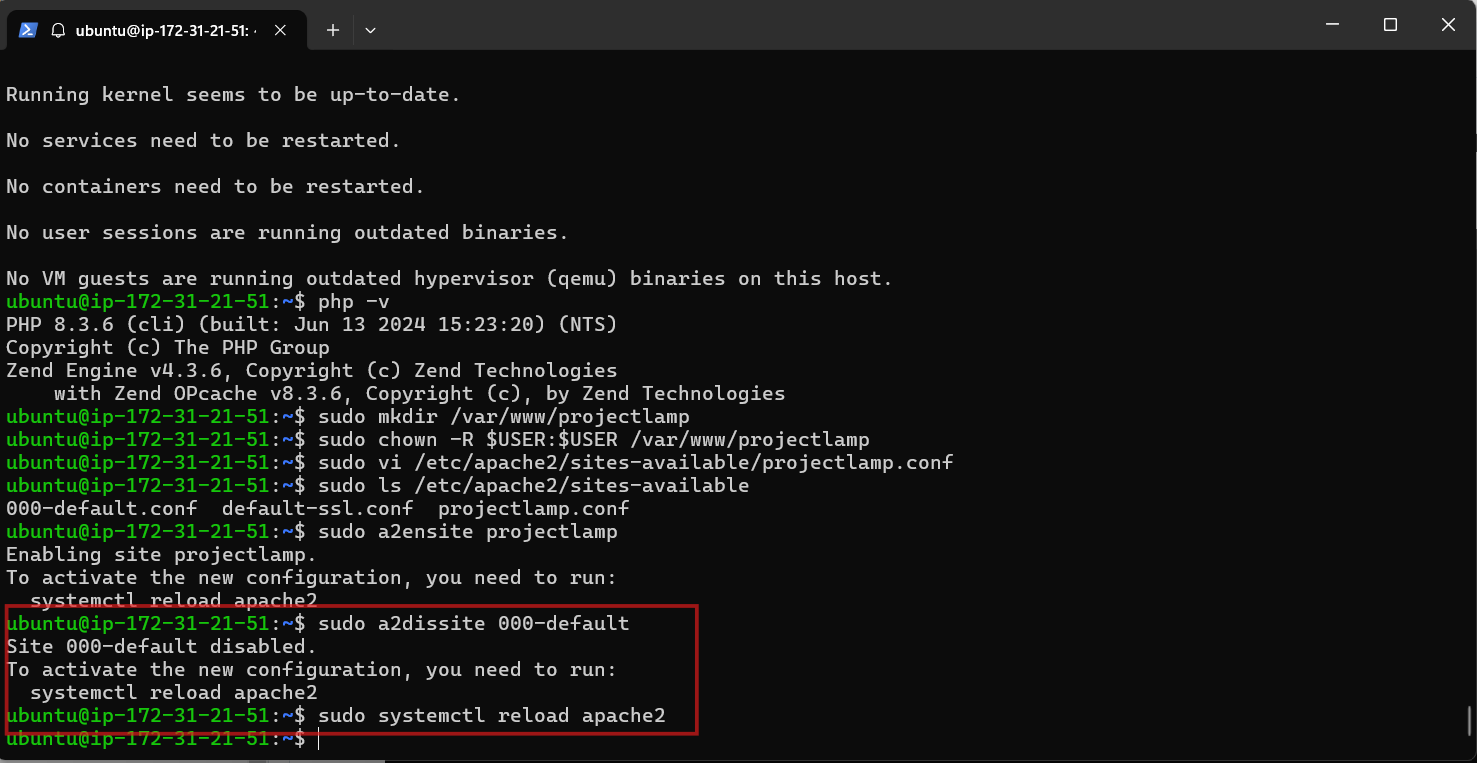 ubuntu@ip-172-31-21-51:
Running kernel seems to be up-to-date.
No services need to be restarted.
No containers need to be restarted.
No user sessions are running outdated binaries.
No VM guests are running outdated hypervisor (qemu) binaries on this host.
ubuntu@ip-172-31-21-51:~$ php -v
PHP 8.3.6 (cli) (built: Jun 13 2024 15:23:20) (NTS)
Copyright (c) The PHP Group
Zend Engine v4.3.6, Copyright (c) Zend Technologies
    with Zend OPcache v8.3.6, Copyright (c), by Zend Technologies
ubuntu@ip-172-31-21-51:~$ sudo mkdir /var/www/projectlamp
ubuntu@ip-172-31-21-51:~$ sudo chown -R $USER:$USER /var/www/projectlamp
ubuntu@ip-172-31-21-51:~$ sudo vi /etc/apache2/sites-available/projectlamp.conf
ubuntu@ip-172-31-21-51:~$ sudo ls /etc/apache2/sites-available
000-default.conf  default-ssl.conf  projectlamp.conf
ubuntu@ip-172-31-21-51:~$ sudo a2ensite projectlamp
Enabling site projectlamp.
To activate the new configuration, you need to run:
  systemctl reload apache2
ubuntu@ip-172-31-21-51:~$ sudo a2dissite 000-default
Site 000-default disabled.
To activate the new configuration, you need to run:
  systemctl reload apache2
ubuntu@ip-172-31-21-51:~$ sudo systemctl reload apache2
ubuntu@ip-172-31-21-51:~$